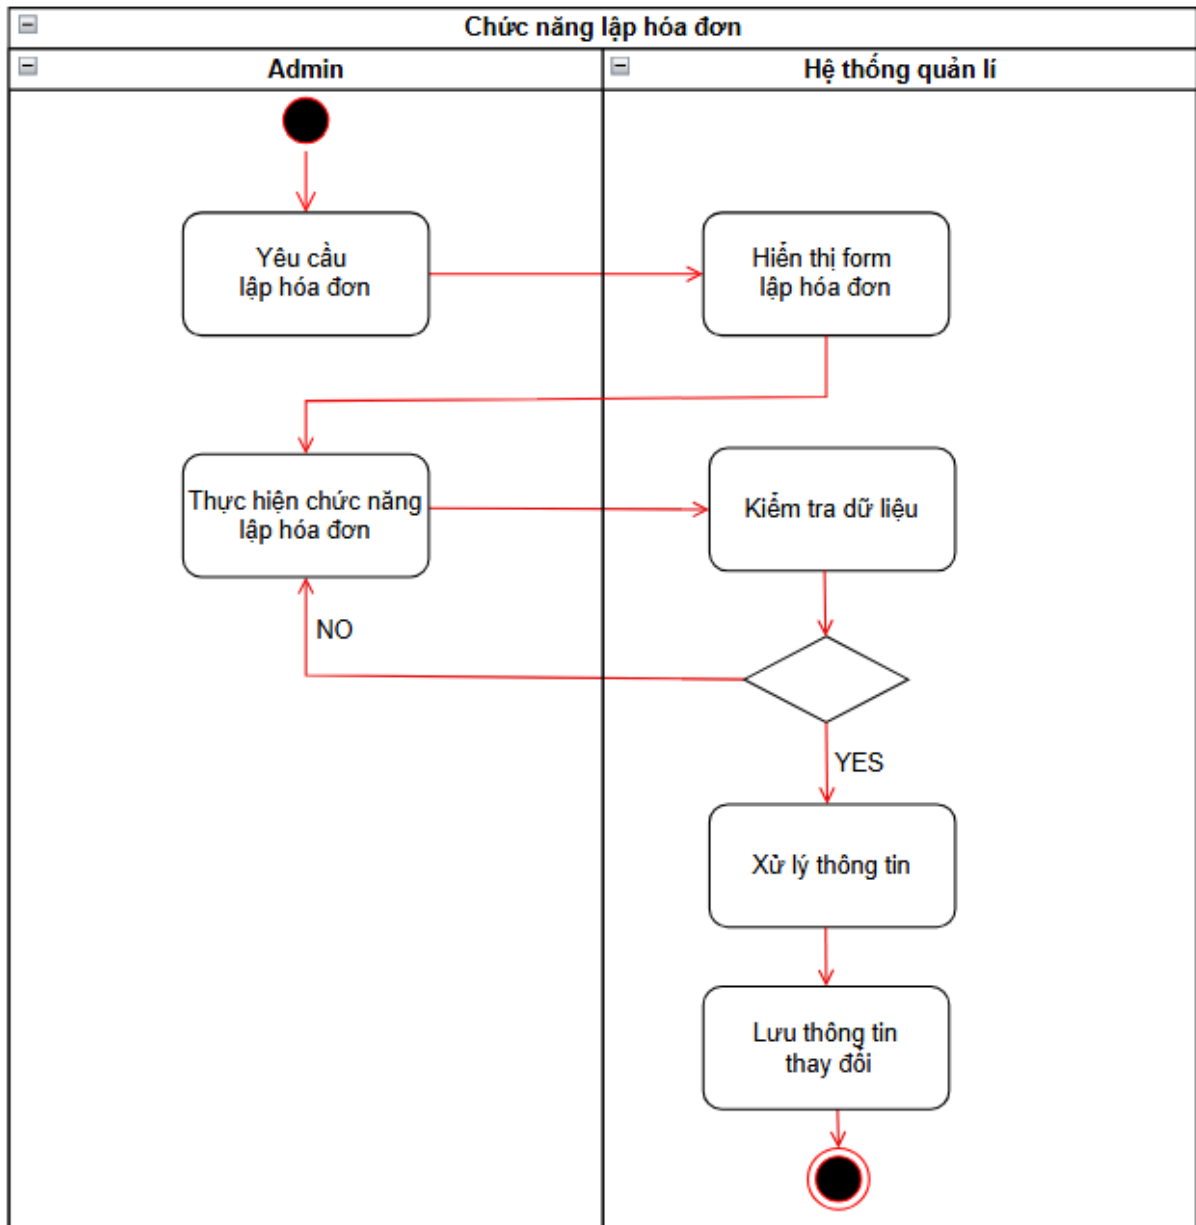 Chức năng lập hóa đơn
Admin
Hệ thống quản lí
Yêu cầu
lập hóa đơn
Hiển thị form
lập hóa đơn
Thực hiện chức năng
lập hóa đơn
Kiểm tra dữ liệu
NO
YES
Xử lý thông tin
Lưu thông tin
thay đổi